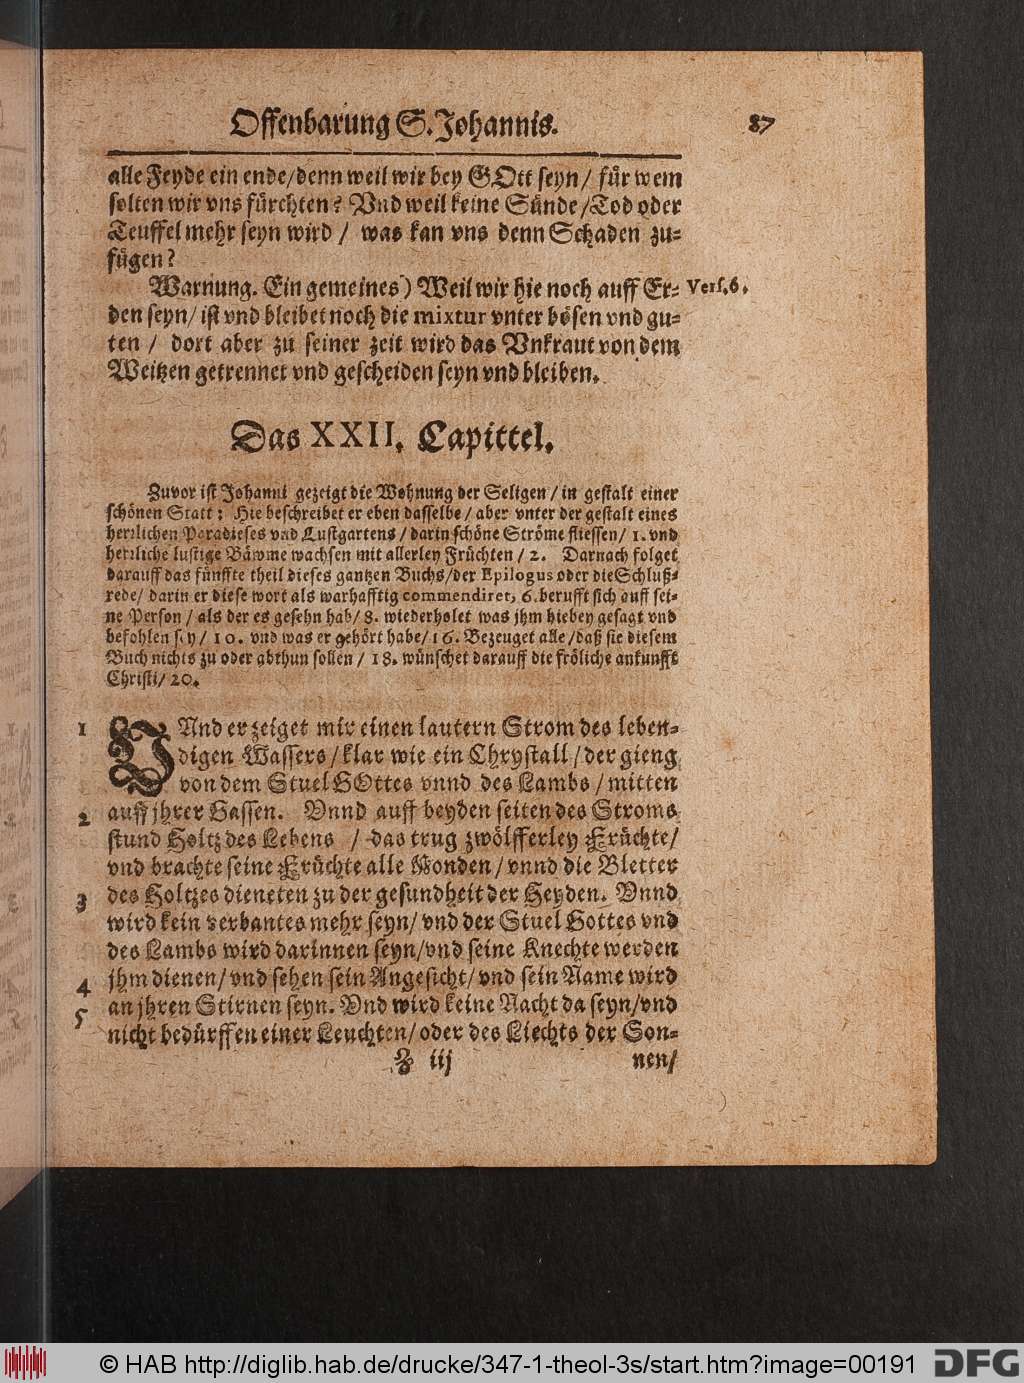 Offenbarung S. Johannis. 87
alle Feyde ein ende/denn weil wir bey GOtt seyn/ für wem
solten wir vns fürchten? Vnd weil keine Sünde/Tod oder
Teuffel mehr seyn wird / was kan vns denn Schaden zu-
fügen?
Warnung. Ein gemeines) Weil wir hie noch auff Er- Vers.6.
den seyn/ ist vnd bleibet noch die mixtur vnter bösen vnd gu-
ten / dort aber zu seiner zeit wird das Vnkraut von dem
Weitzen getrennet vnd gescheiden seyn vnd bleiben.
Das XXII. Capittel.
Zuvor ist Johanni gezeigt die Wohnung der Seligen / in gestalt einer
schönen Statt; Hie beschreibet er eben dasselbe / aber vnter der gestalt eines
herrlichen Paradieses vnd Lustgartens / darin schöne Ströme fliessen/ 1. vnd
herrliche lustige Bäwme wachsen mit allerley Früchten / 2. Darnach folget
darauff das fünffte theil dieses gantzen Buchs/der Epilogus oder die Schluß-
rede/ darin er diese wort als warhafftig commendiret, 6. berufft sich auff sei-
ne Person / als der es gesehn hab/ 8. wiederholet was jhm hiebey gesagt vnd
befohlen sey / 10. vnd was er gehört habe/ 16. Bezeuget alle /daß sie diesem
Buch nichts zu oder abthun sollen / 18. wünschet darauff die fröliche ankunfft
Christi/ 20.
1 VNd er zeiget mir einen lautern Strom des leben-
digen Wassers / klar wie ein Chrystall / der gieng
von dem Stuel GOttes vnnd des Lambs / mitten
2 auff jhrer Gassen. Vnnd auff beyden seiten des Stroms
stund Holtz des Lebens / das trug zwölfferley Früchte/
vnd brachte seine Früchte alle Monden / vnnd die Bletter
3 des Holtzes dieneten zu der gesundheit der Heyden. Vnnd
wird kein verbantes mehr seyn/ vnd der Stuel Gottes vnd
des Lambs wird darinnen seyn/vnd seine Knechte werden
4 jhm dienen/ vnd sehen sein Angesicht/ vnd sein Name wird
5 an jhren Stirnen seyn. Vnd wird keine Nacht da seyn/vnd
nicht bedürffen einer Leuchten/ oder des Liechts der Son-
Z iij nen/
© HAB http://diglib.hab.de/drucke/347-1-theol-3s/start.htm?image=00191 DFG